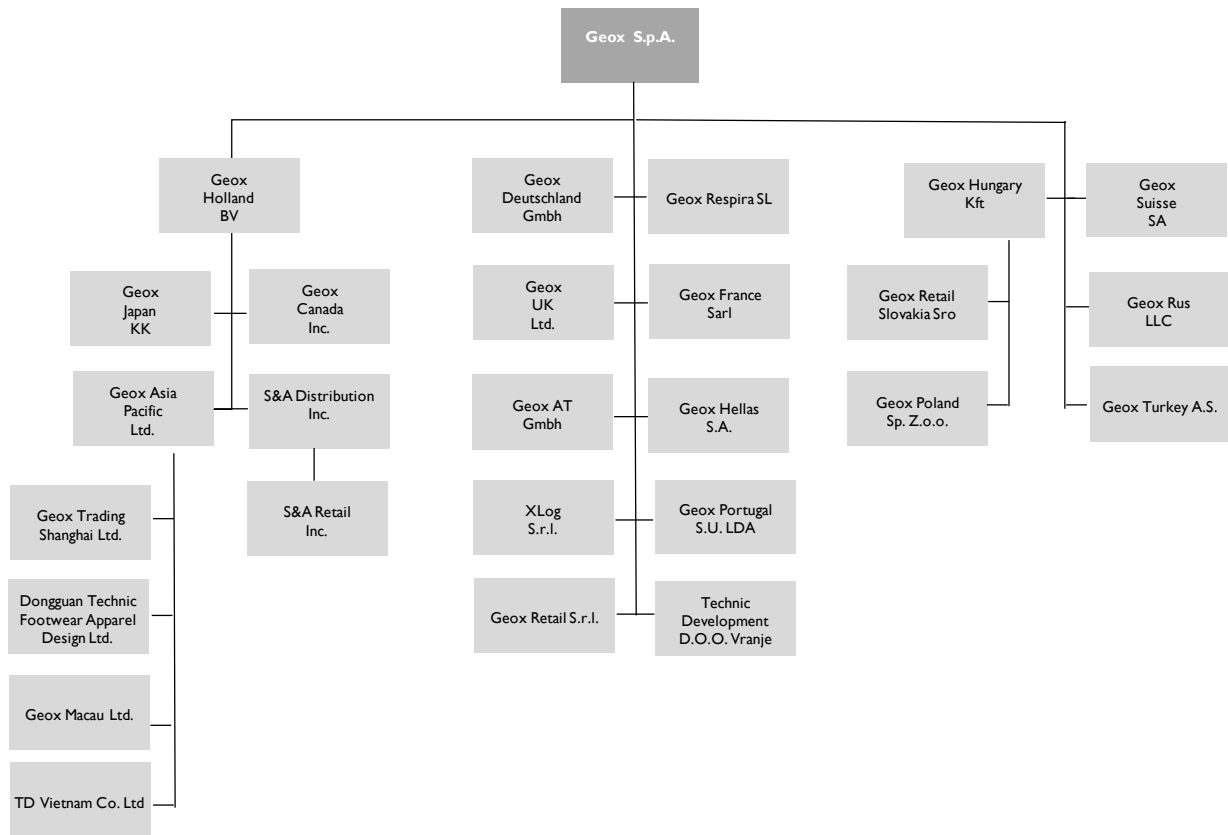 Geox S.p.A.
Geox
Holland
BV
Geox
Deutschland
Gmbh
Geox Respira SL
Geox Hungary
Kft
Geox
Suisse
SA
Geox
Japan
KK
Geox
Canada
Inc.
Geox
UK
Ltd.
Geox France
Sarl
Geox Retail
Slovakia Sro
Geox Rus
LLC
Geox Asia
Pacific
Ltd.
S&A Distribution
Inc.
Geox AT
Gmbh
Geox Hellas
S.A.
Geox Poland
Sp. Z.o.o.
Geox Turkey A.S.
Geox Trading
Shanghai Ltd.
S&A Retail
Inc.
XLog
S.r.l.
Geox Portugal
S.U. LDA
Dongguan Technic
Footwear Apparel
Design Ltd.
Geox Retail S.r.l.
Technic
Development
D.O.O. Vranje
Geox Macau Ltd.
TD Vietnam Co. Ltd